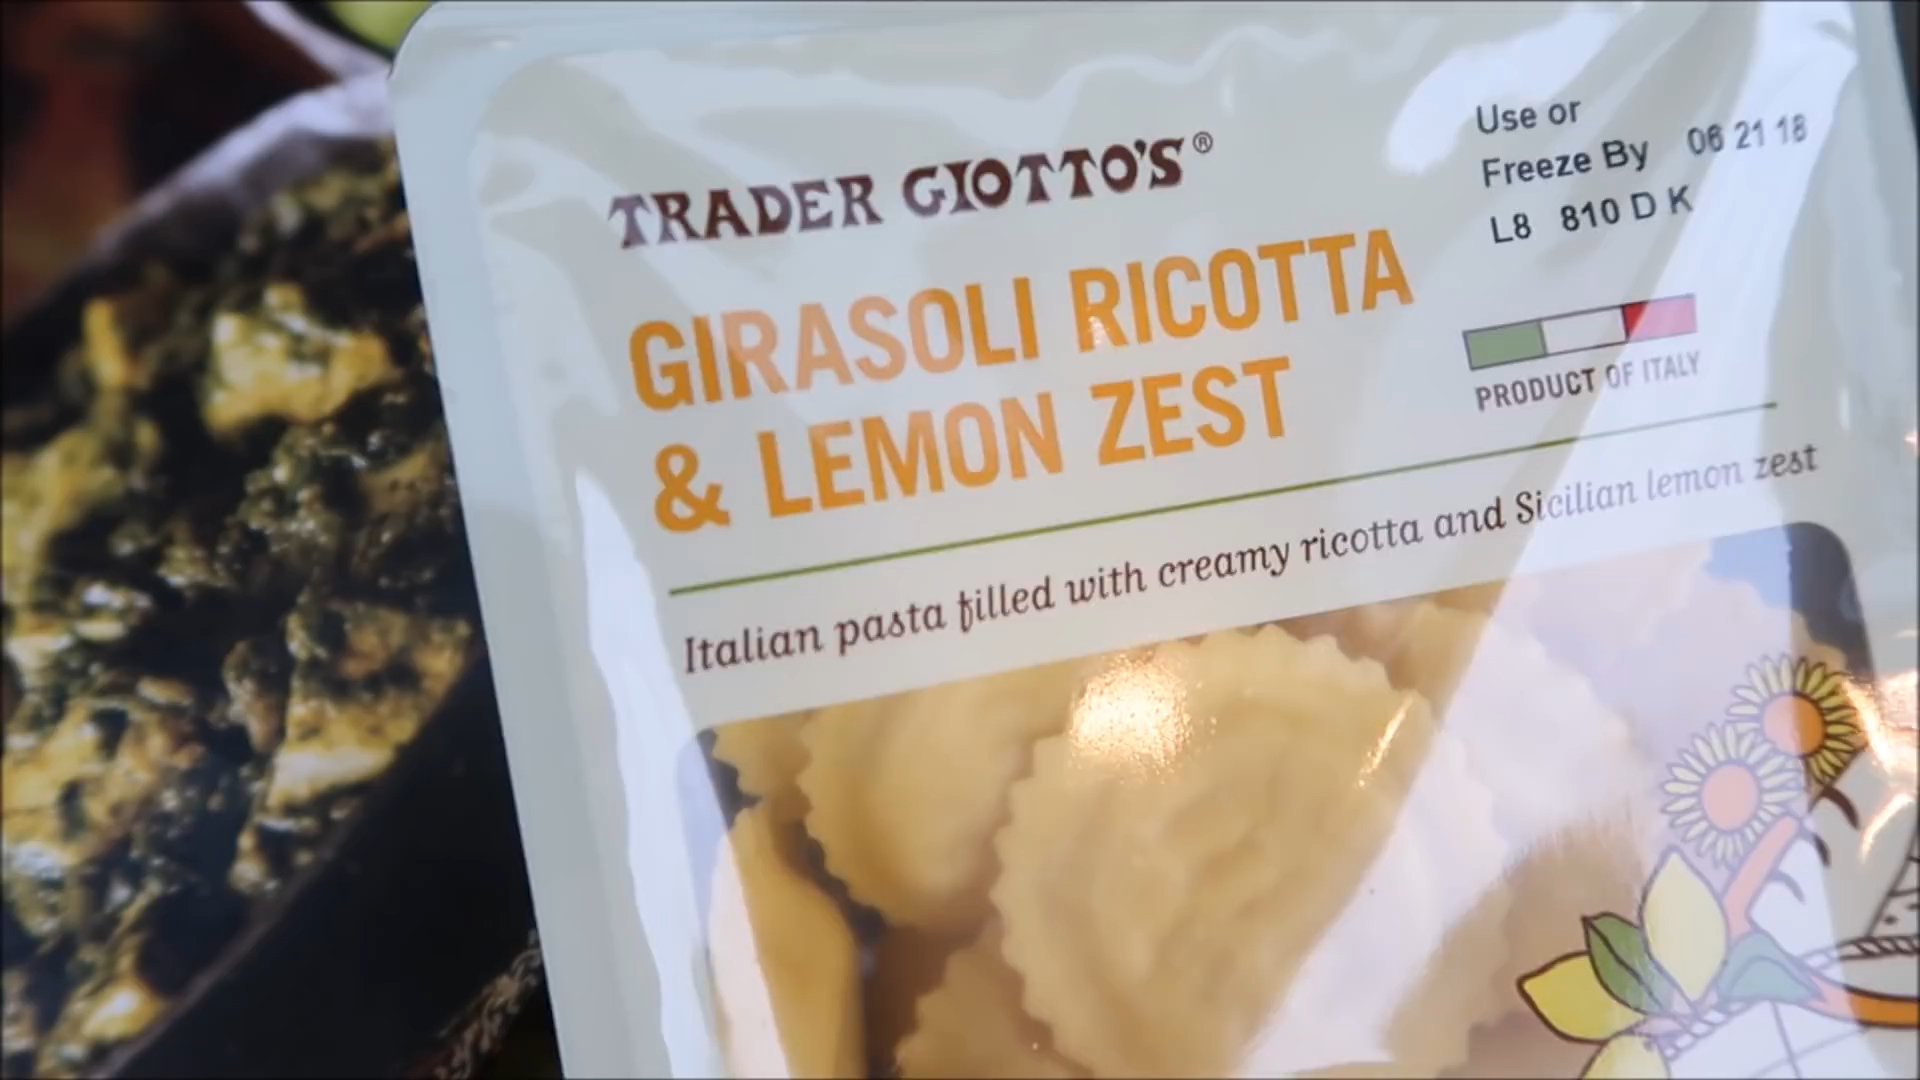 TRADER GIOTTO'S®
GIRASOLI RICOTTA
& LEMON ZEST
Use or
Freeze By 06 21 18
L8 810 D K
PRODUCT OF ITALY
Italian pasta filled with creamy ricotta and Sicilian lemon zest